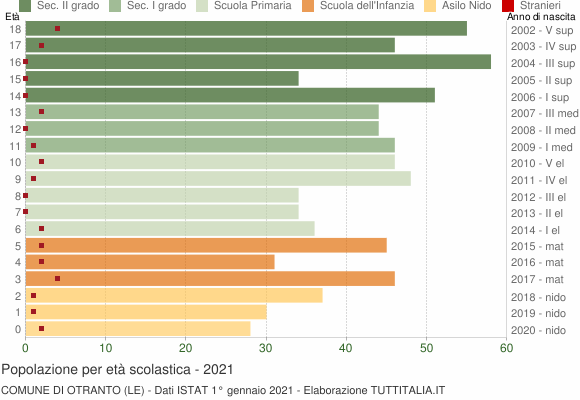 Sec. II grado Sec. I grado Scuola Primaria Scuola dell'Infanzia Asilo Nido Stranieri
Età Anno di nascita
18 2002 - V sup
17 2003 - IV sup
16 2004 - III sup
15 2005 - II sup
14 2006 - I sup
13 2007 - III med
12 2008 - II med
11 2009 - I med
10 2010 - V el
9 2011 - IV el
8 2012 - III el
7 2013 - II el
6 2014 - I el
5 2015 - mat
4 2016 - mat
3 2017 - mat
2 2018 - nido
1 2019 - nido
0 2020 - nido
0 10 20 30 40 50 60
Popolazione per età scolastica - 2021
COMUNE DI OTRANTO (LE) - Dati ISTAT 1° gennaio 2021 - Elaborazione TUTTITALIA.IT